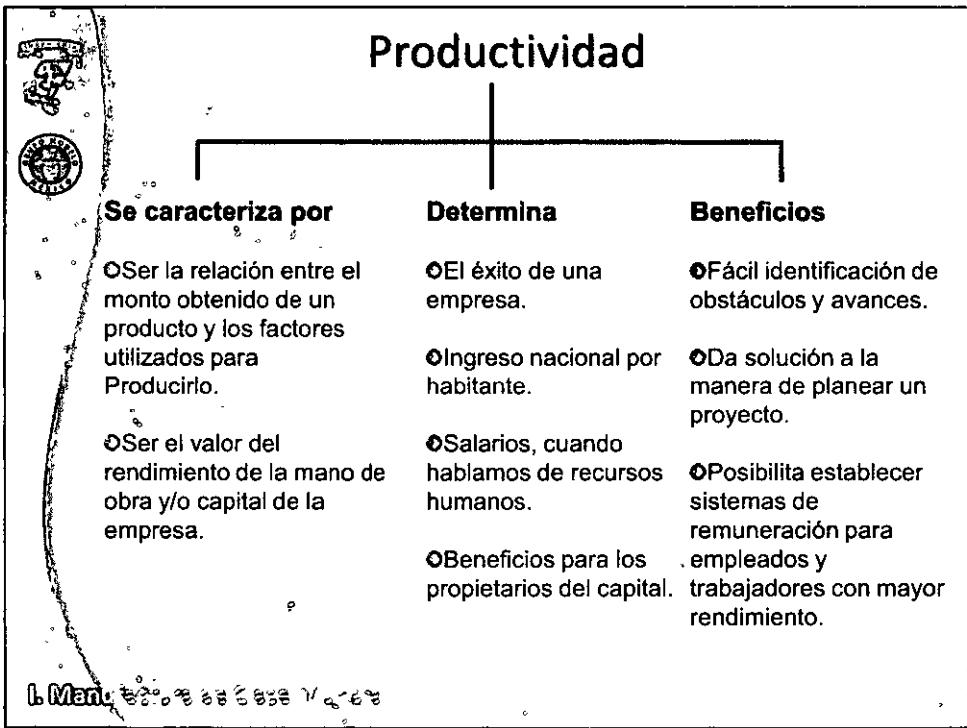 Productividad
Se caracteriza por
Ser la relación entre el
monto obtenido de un
producto y los factores
utilizados para
Producirlo.
Ser el valor del
rendimiento de la mano de
obra y/o capital de la
empresa.
Determina
El éxito de una
empresa.
Ingreso nacional por
habitante.
Salarios, cuando
hablamos de recursos
humanos.
Beneficios para los
propietarios del capital.
Beneficios
Fácil identificación de
obstáculos y avances.
Da solución a la
manera de planear un
proyecto.
Posibilita establecer
sistemas de
remuneración para
empleados y
trabajadores con mayor
rendimiento.
I.